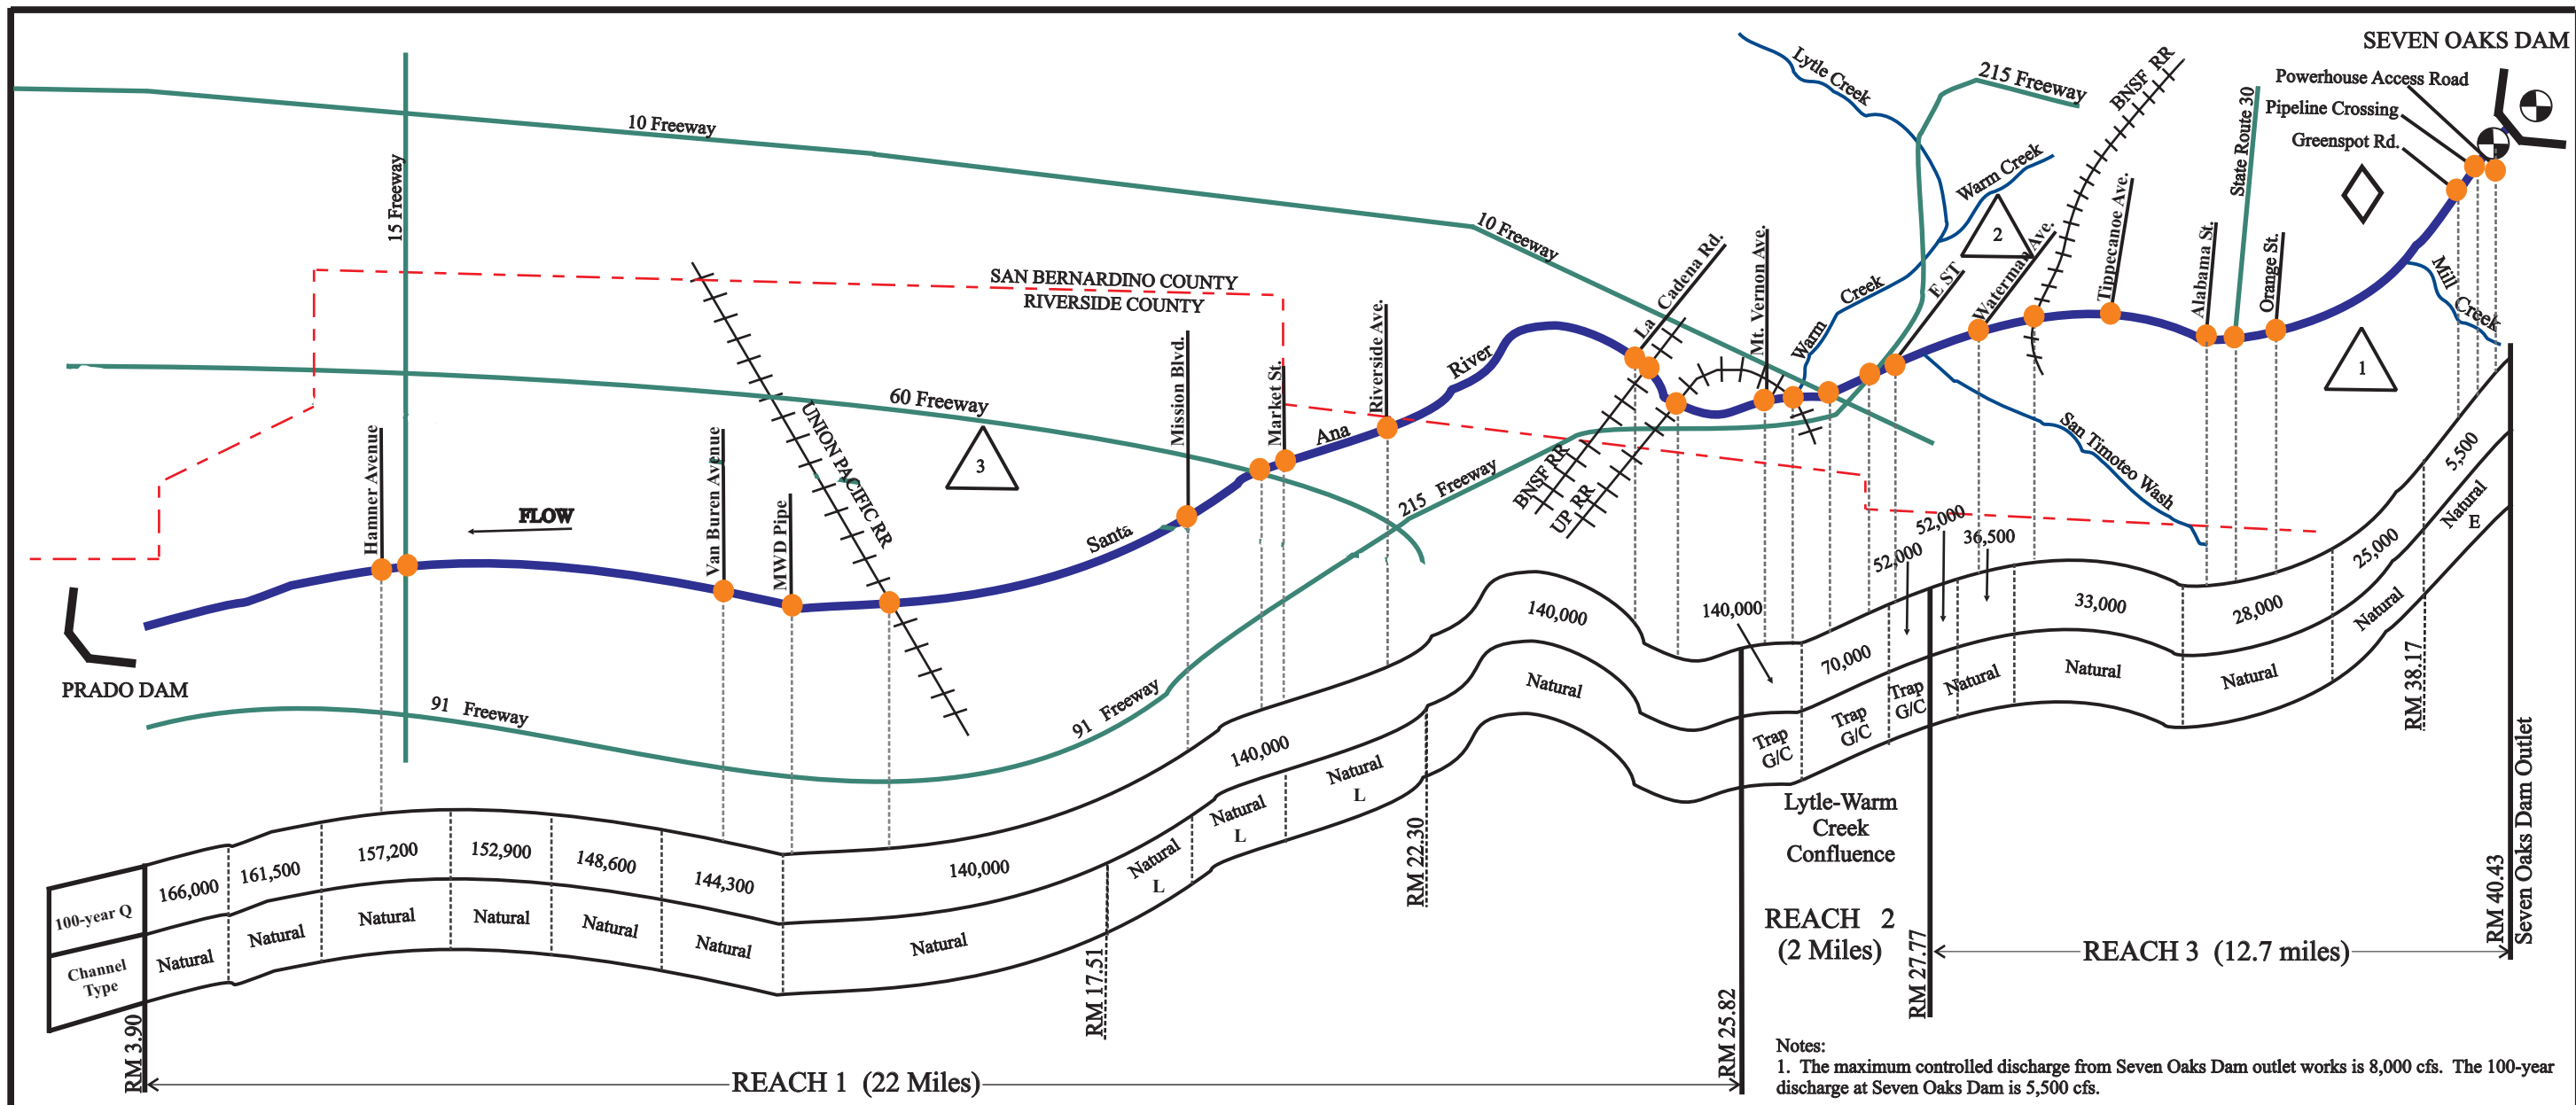 SEVEN OAKS DAM
Powerhouse Access Road
Pipeline Crossing
Greenspot Rd.
Lytle Creek
215 Freeway
BNSF RR
State Route 30
10 Freeway
15 Freeway
Warm Creek
2
Tippecanoe Ave.
Alabama St.
Orange St.
Mill Creek
1
10 Freeway
La Cadena Rd.
Mt. Vernon Ave.
Warm Creek
E ST
Waterman Ave.
SAN BERNARDINO COUNTY
RIVERSIDE COUNTY
Mission Blvd.
Market St.
Riverside Ave.
Santa Ana River
60 Freeway
3
UNION PACIFIC RR
Hamner Avenue
Van Buren Avenue
MWD Pipe
FLOW
BNSF RR
UP RR
215 Freeway
San Timoteo Wash
PRADO DAM
91 Freeway
91 Freeway
100-year Q
166,000
161,500
157,200
152,900
148,600
144,300
140,000
140,000
140,000
140,000
70,000
52,000
52,000
36,500
33,000
28,000
25,000
5,500
Channel
Type
Natural
Natural
Natural
Natural
Natural
Natural
Natural
Natural
L
Natural
L
Natural
L
Natural
Trap
G/C
Trap
G/C
Trap
G/C
Natural
Natural
Natural
Natural
Natural
E
RM 3.90
RM 17.51
RM 22.30
RM 25.82
RM 27.77
RM 38.17
RM 40.43
Seven Oaks Dam Outlet
Lytle-Warm
Creek
Confluence
REACH 1 (22 Miles)
REACH 2
(2 Miles)
REACH 3 (12.7 miles)
Notes:
1. The maximum controlled discharge from Seven Oaks Dam outlet works is 8,000 cfs. The 100-year
discharge at Seven Oaks Dam is 5,500 cfs.